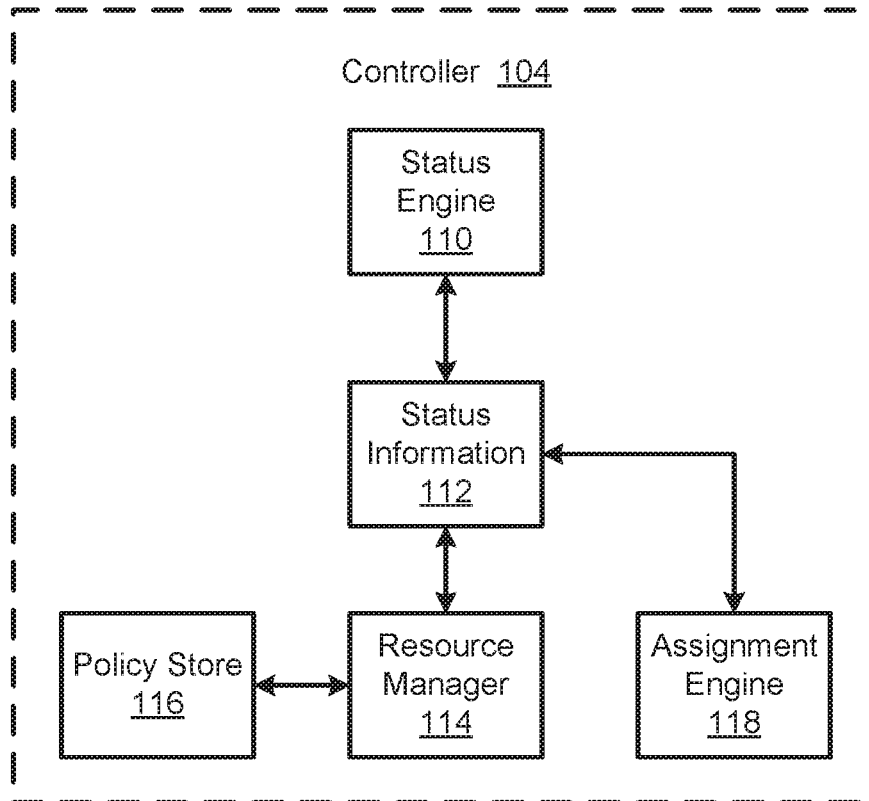 Controller 104
Status
Engine
110
Status
Information
112
Policy Store
116
Resource
Manager
114
Assignment
Engine
118